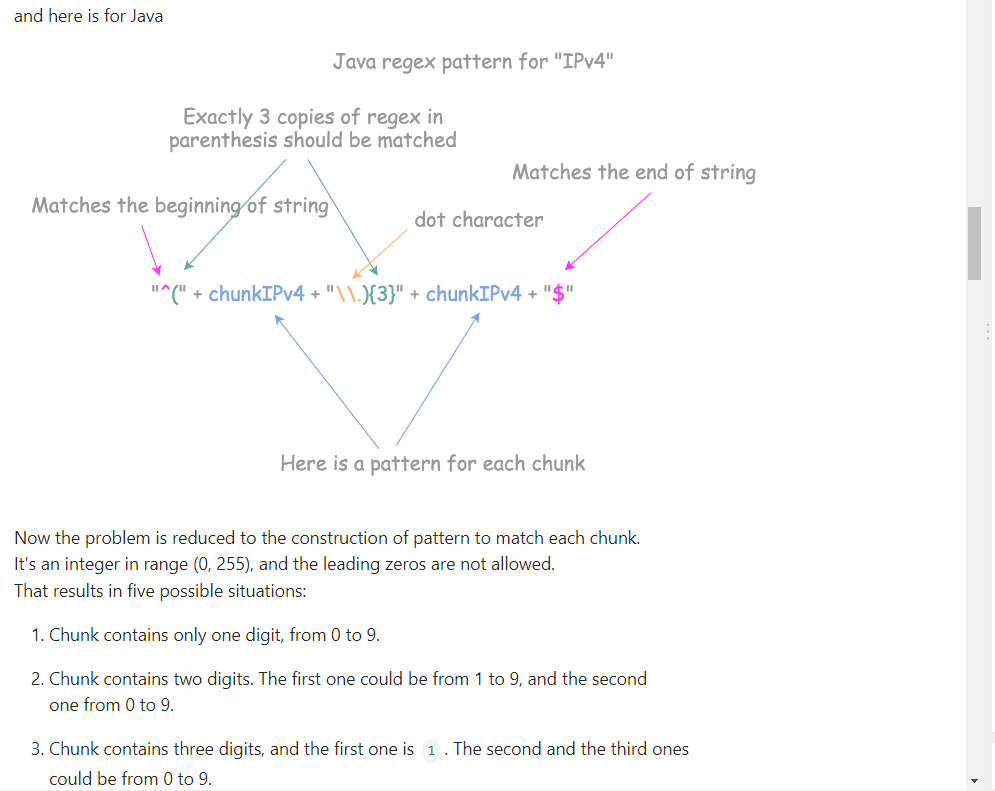 and here is for Java
Java regex pattern for "IPv4"
Exactly 3 copies of regex in
parenthesis should be matched
Matches the end of string
Matches the beginning of string
dot character
"^(" + chunkIPv4 + "\\.){3}" + chunkIPv4 + "$"
Here is a pattern for each chunk
Now the problem is reduced to the construction of pattern to match each chunk.
It's an integer in range (0, 255), and the leading zeros are not allowed.
That results in five possible situations:
1. Chunk contains only one digit, from 0 to 9.
2. Chunk contains two digits. The first one could be from 1 to 9, and the second
one from 0 to 9.
3. Chunk contains three digits, and the first one is 1 . The second and the third ones
could be from 0 to 9.